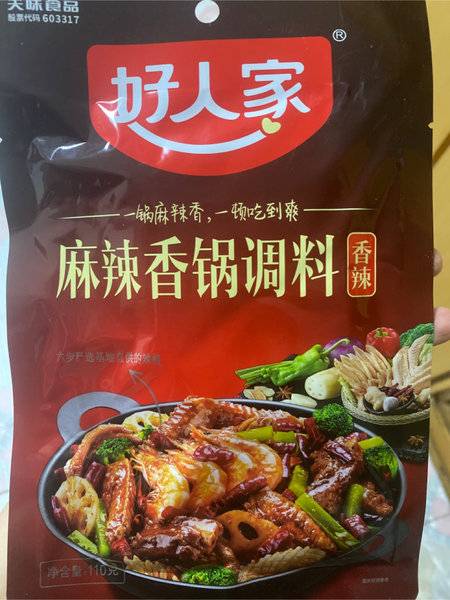 天味食品
股票代码 603317
好人家®
一锅麻辣香，一顿吃到爽
麻辣香锅调料
香辣
净含量：110克